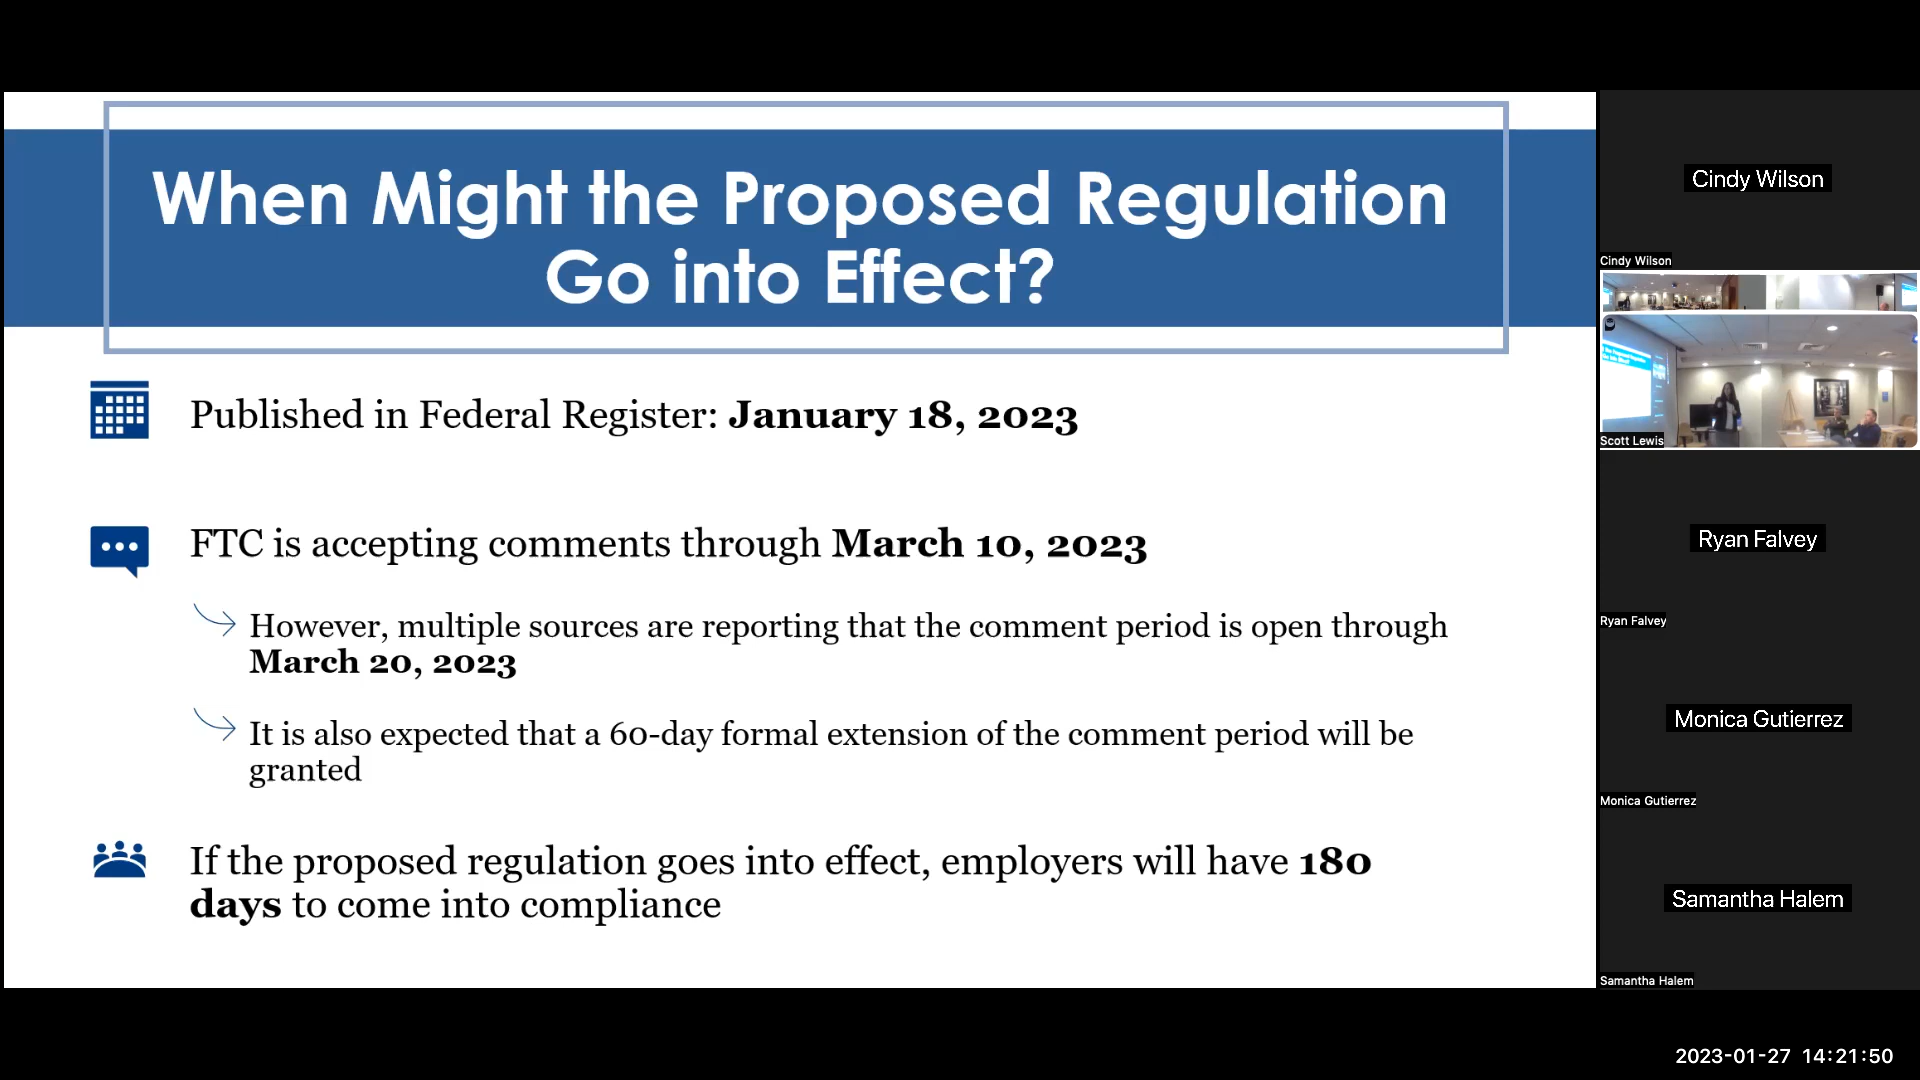 When Might the Proposed Regulation
Go into Effect?
Published in Federal Register: January 18, 2023
FTC is accepting comments through March 10, 2023
However, multiple sources are reporting that the comment period is open through
March 20, 2023
It is also expected that a 60-day formal extension of the comment period will be
granted
If the proposed regulation goes into effect, employers will have 180
days to come into compliance
Cindy Wilson
Cindy Wilson
Scott Lewis
Ryan Falvey
Ryan Falvey
Monica Gutierrez
Monica Gutierrez
Samantha Halem
Samantha Halem
2023-01-27 14:21:50